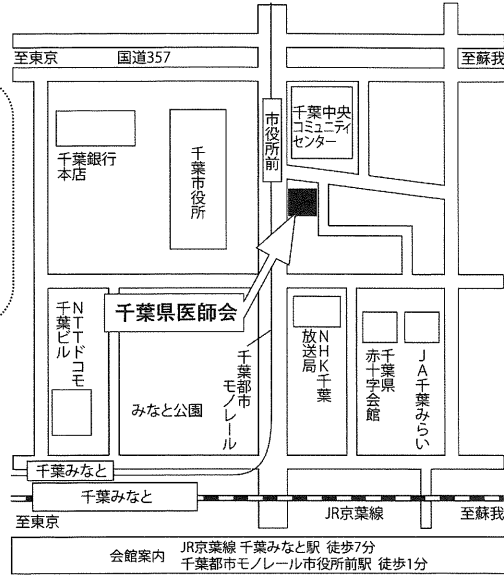 至東京
国道357
至蘇我
市役所前
千葉中央
コミュニティ
センター
千葉銀行
本店
千葉市役所
千葉県医師会
NTTドコモ
千葉ビル
みなと公園
千葉都市
モノレール
NHK千葉
放送局
千葉県
赤十字会館
JA千葉みらい
千葉みなと
千葉みなと
至東京
JR京葉線
至蘇我
会館案内
JR京葉線 千葉みなと駅 徒歩7分
千葉都市モノレール市役所前駅 徒歩1分